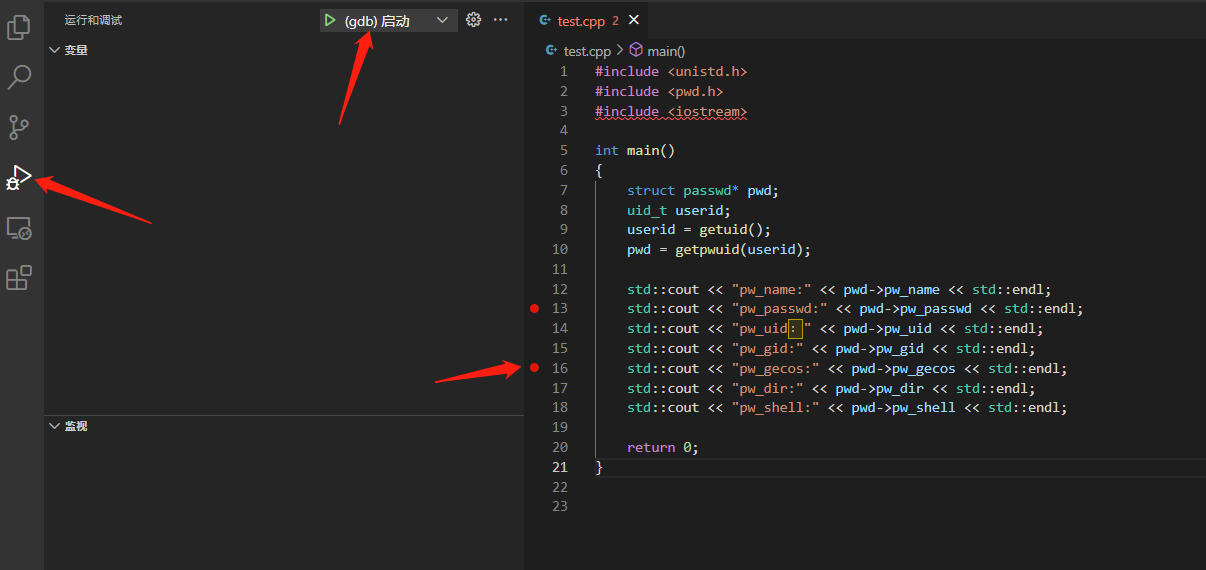 运行和调试
(gdb) 启动
变量
监视
test.cpp 2
test.cpp > main()
1 #include <unistd.h>
2 #include <pwd.h>
3 #include <iostream>
4
5 int main()
6 {
7 struct passwd* pwd;
8 uid_t userid;
9 userid = getuid();
10 pwd = getpwuid(userid);
11
12 std::cout << "pw_name:" << pwd->pw_name << std::endl;
13 std::cout << "pw_passwd:" << pwd->pw_passwd << std::endl;
14 std::cout << "pw_uid：" << pwd->pw_uid << std::endl;
15 std::cout << "pw_gid:" << pwd->pw_gid << std::endl;
16 std::cout << "pw_gecos:" << pwd->pw_gecos << std::endl;
17 std::cout << "pw_dir:" << pwd->pw_dir << std::endl;
18 std::cout << "pw_shell:" << pwd->pw_shell << std::endl;
19
20 return 0;
21 }
22
23